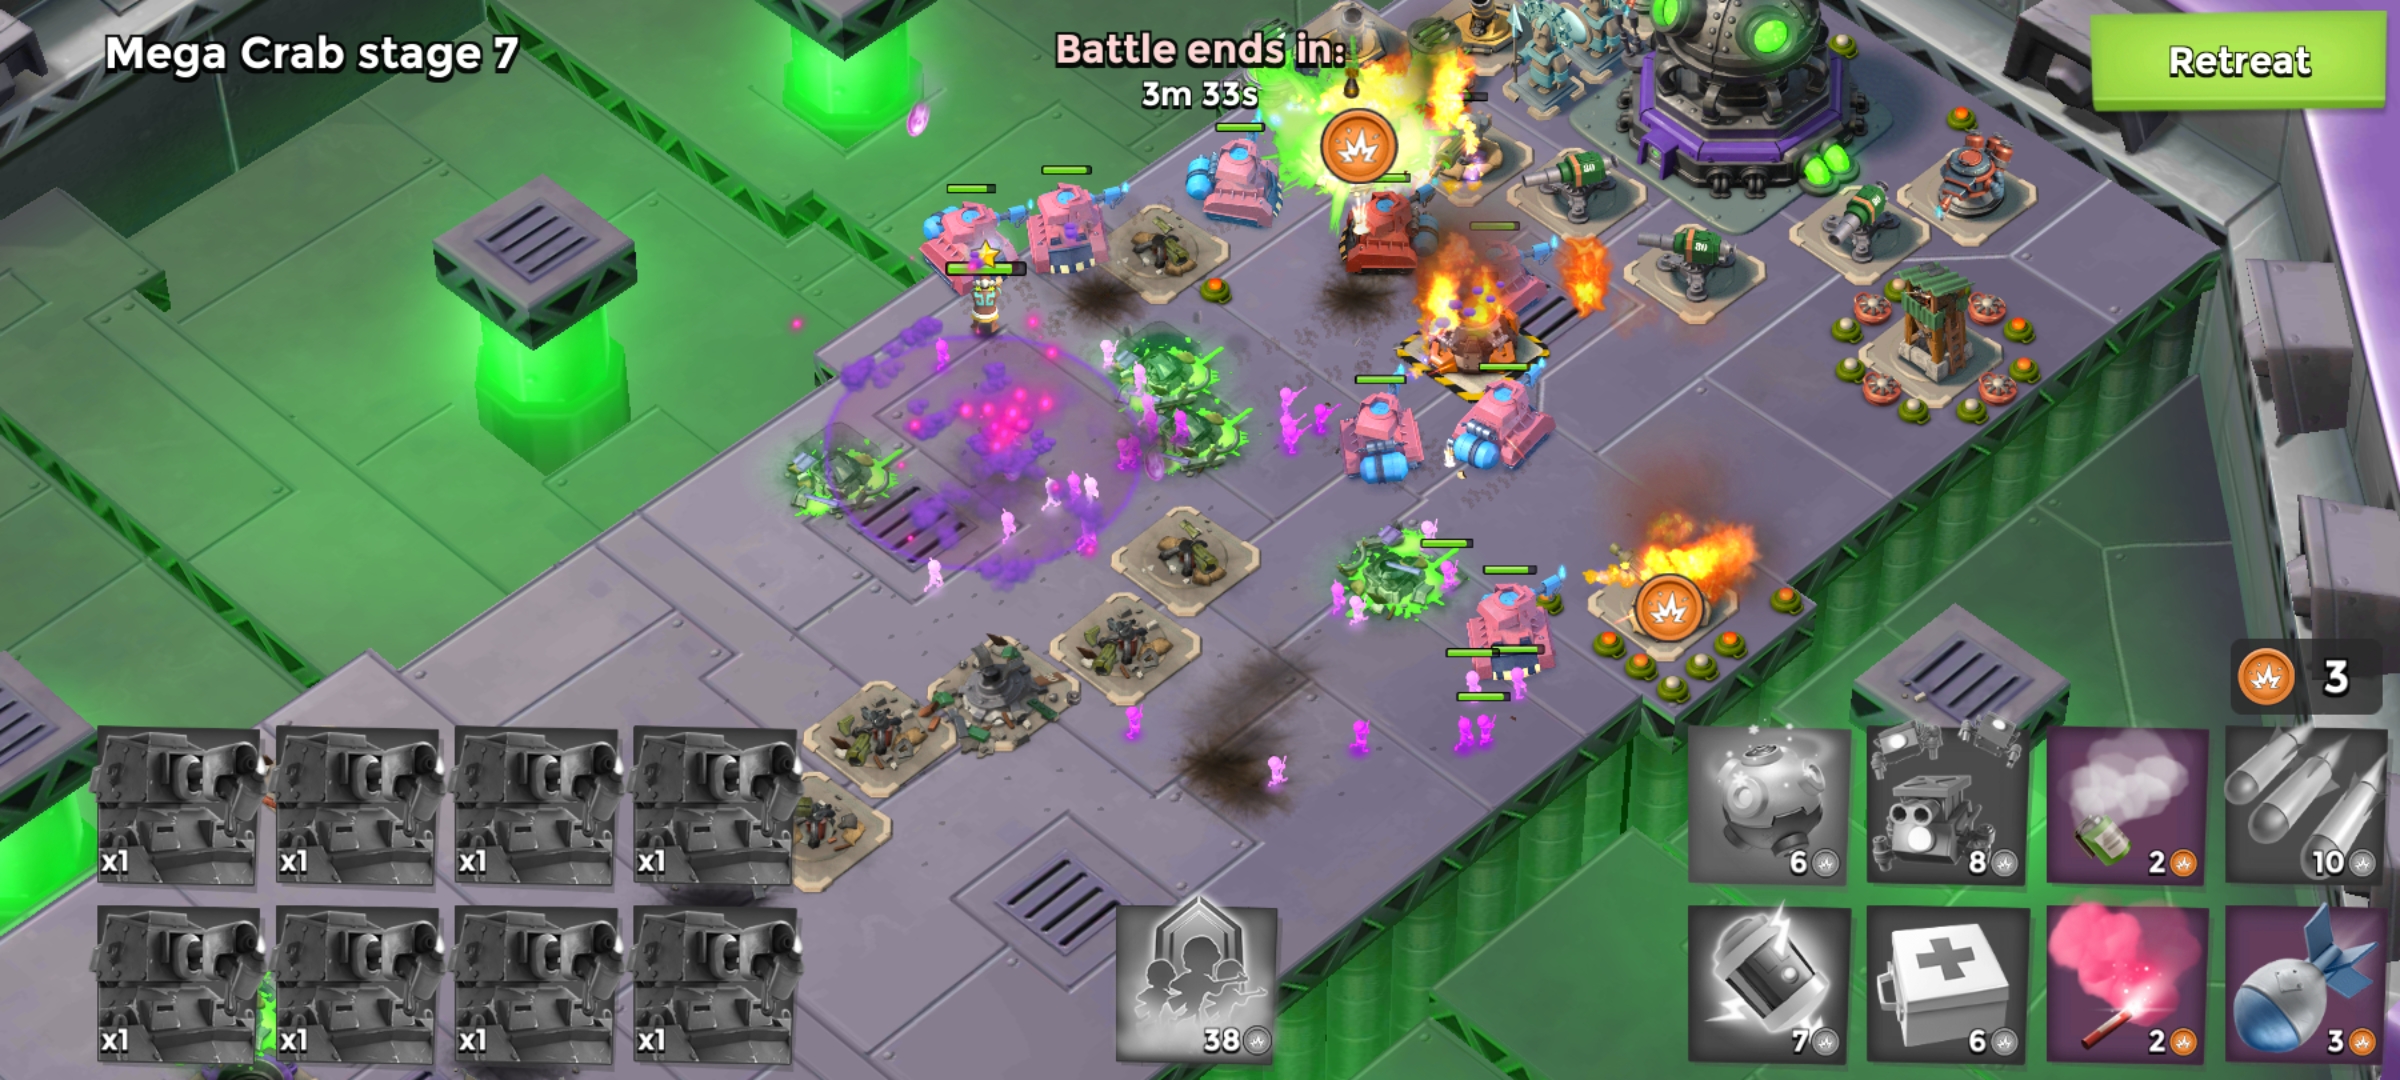 Mega Crab stage 7
Battle ends in:
3m 33s
Retreat
3
x1
x1
x1
x1
6
8
2
10
x1
x1
x1
x1
38
7
6
2
3